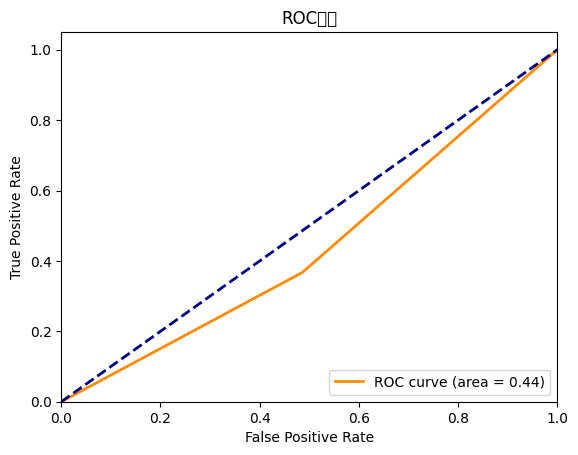 ROC
1.0
0.8
0.6
0.4
0.2
0.0
True Positive Rate
ROC curve (area = 0.44)
0.0 0.2 0.4 0.6 0.8 1.0
False Positive Rate